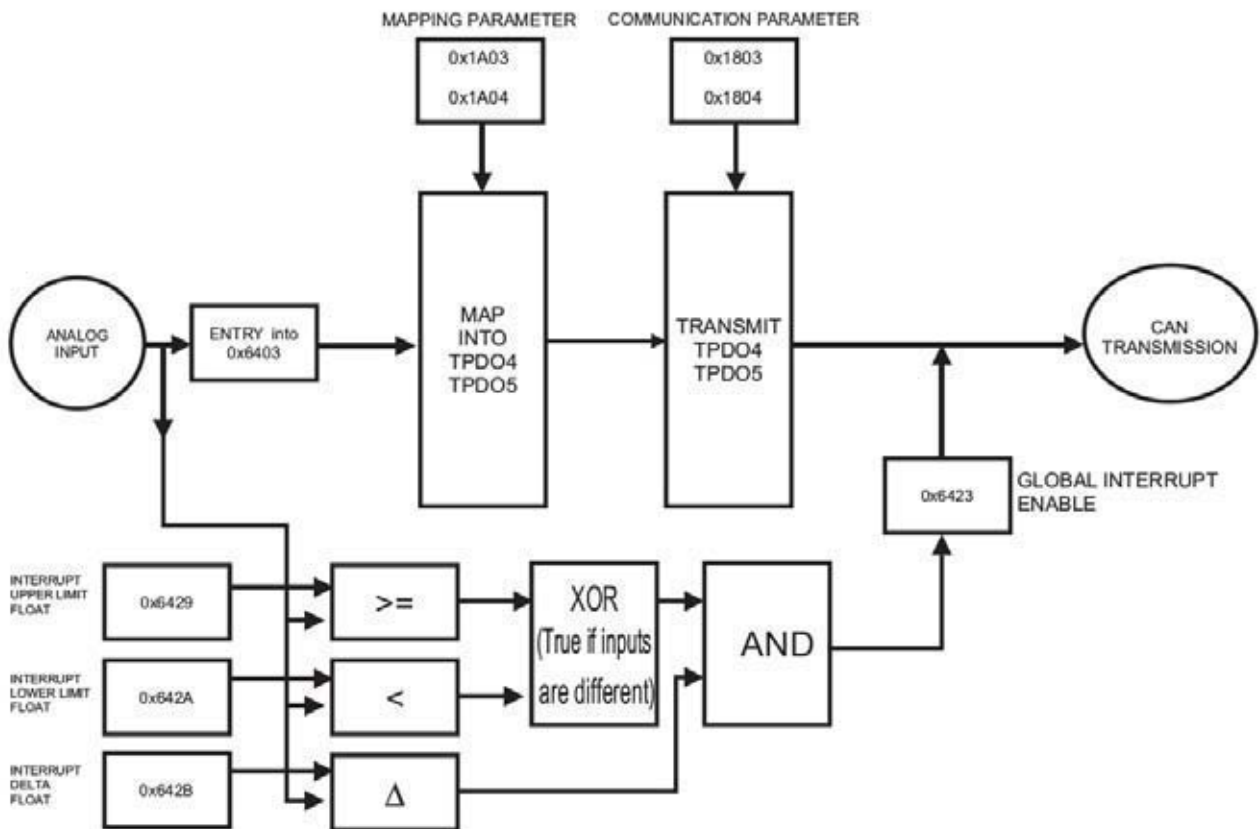 MAPPING PARAMETER
COMMUNICATION PARAMETER
0x1A03
0x1A04
0x1803
0x1804
ANALOG
INPUT
ENTRY into
0x6403
MAP
INTO
TPDO4
TPDO5
TRANSMIT
TPDO4
TPDO5
CAN
TRANSMISSION
0x6423
GLOBAL INTERRUPT
ENABLE
INTERRUPT
UPPER LIMIT
FLOAT
0x6429
>=
XOR
(True if inputs
are different)
AND
INTERRUPT
LOWER LIMIT
FLOAT
0x642A
<
INTERRUPT
DELTA
FLOAT
0x642B
Δ